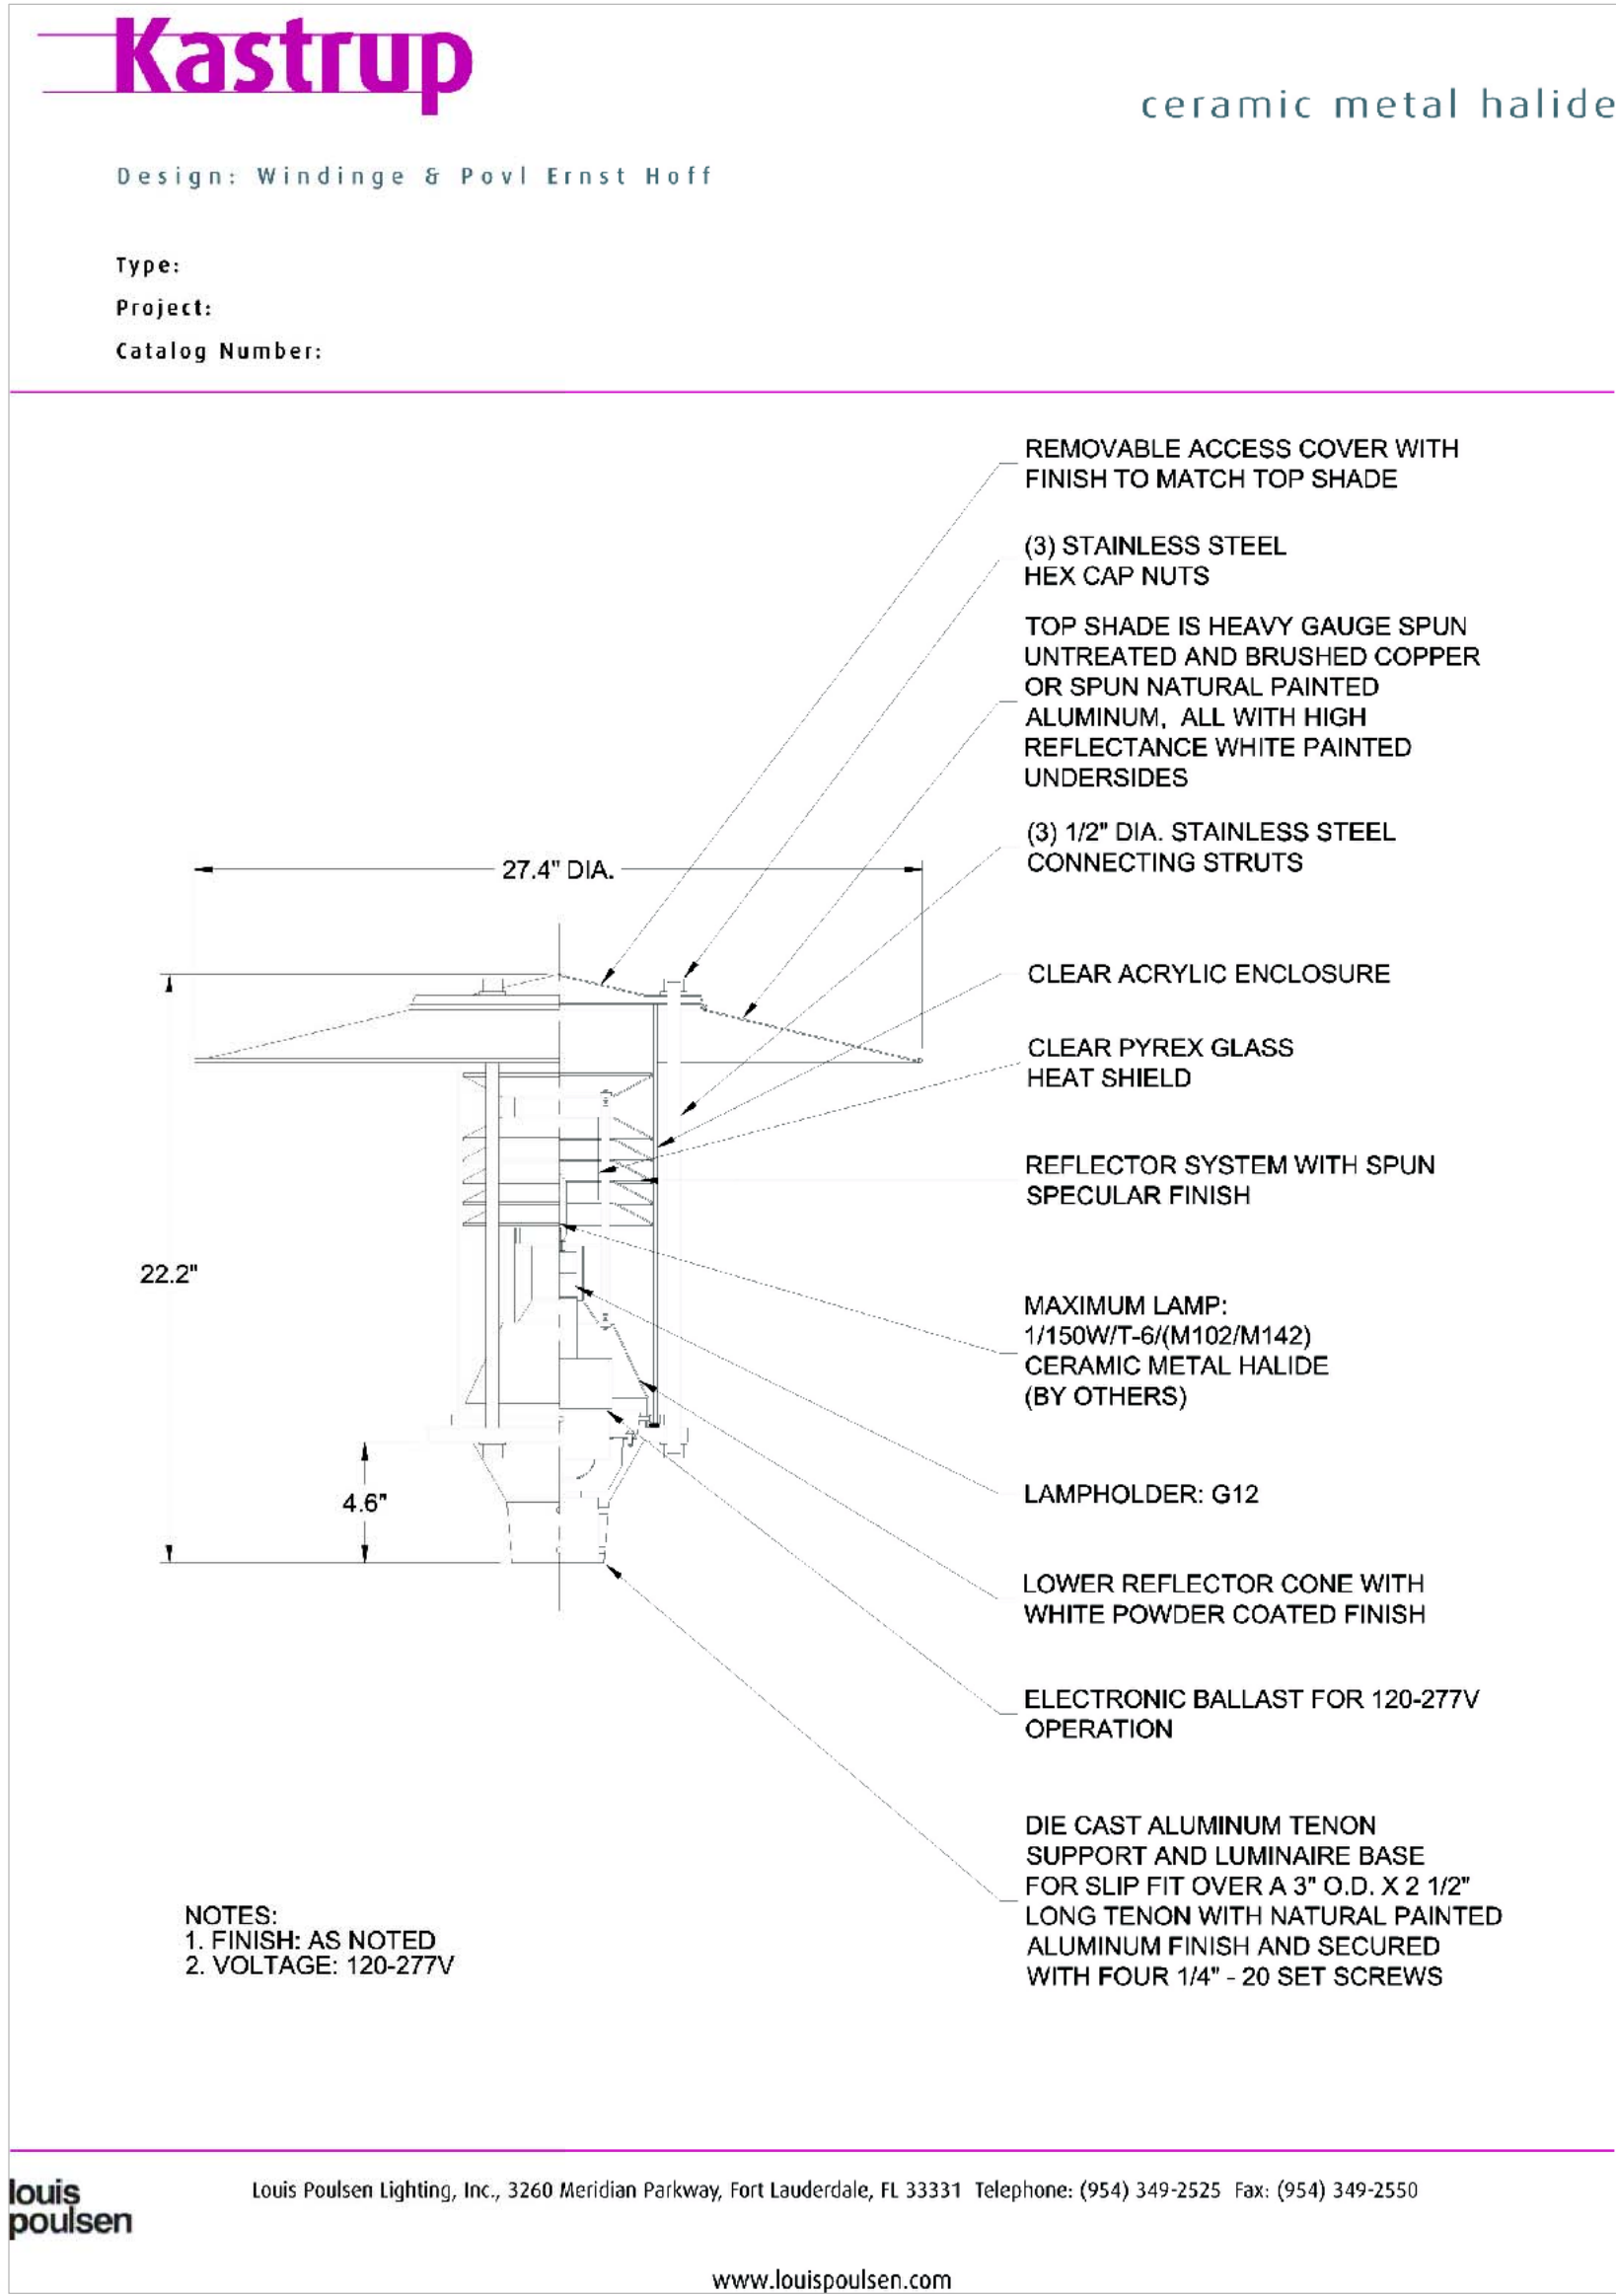 Kastrup
ceramic metal halide
Design: Windinge & Povl Ernst Hoff
Type:
Project:
Catalog Number:
REMOVABLE ACCESS COVER WITH
FINISH TO MATCH TOP SHADE
(3) STAINLESS STEEL
HEX CAP NUTS
TOP SHADE IS HEAVY GAUGE SPUN
UNTREATED AND BRUSHED COPPER
OR SPUN NATURAL PAINTED
ALUMINUM, ALL WITH HIGH
REFLECTANCE WHITE PAINTED
UNDERSIDES
(3) 1/2" DIA. STAINLESS STEEL
CONNECTING STRUTS
27.4" DIA.
CLEAR ACRYLIC ENCLOSURE
CLEAR PYREX GLASS
HEAT SHIELD
REFLECTOR SYSTEM WITH SPUN
SPECULAR FINISH
22.2"
MAXIMUM LAMP:
1/150W/T-6/(M102/M142)
CERAMIC METAL HALIDE
(BY OTHERS)
4.6"
LAMPHOLDER: G12
LOWER REFLECTOR CONE WITH
WHITE POWDER COATED FINISH
ELECTRONIC BALLAST FOR 120-277V
OPERATION
DIE CAST ALUMINUM TENON
SUPPORT AND LUMINAIRE BASE
FOR SLIP FIT OVER A 3" O.D. X 2 1/2"
LONG TENON WITH NATURAL PAINTED
ALUMINUM FINISH AND SECURED
WITH FOUR 1/4" - 20 SET SCREWS
NOTES:
1. FINISH: AS NOTED
2. VOLTAGE: 120-277V
louis
poulsen
Louis Poulsen Lighting, Inc., 3260 Meridian Parkway, Fort Lauderdale, FL 33331 Telephone: (954) 349-2525 Fax: (954) 349-2550
www.louispoulsen.com